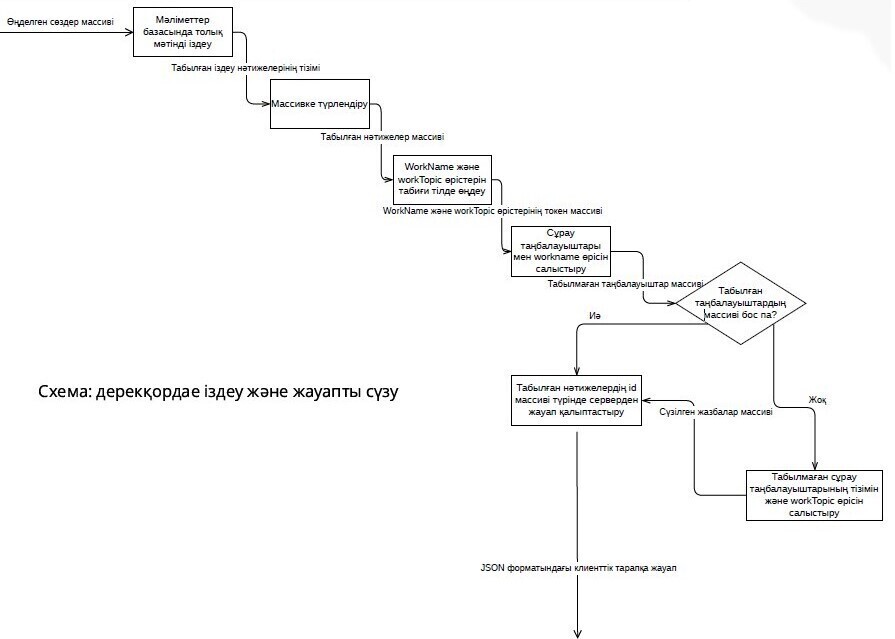 Өңделген сөздер массиві
Мәліметтер
базасында толық
мәтінді іздеу
Табылған іздеу нәтижелерінің тізімі
Массивке түрлендіру
Табылған нәтижелер массиві
WorkName және
workTopic өрістерін
табиғи тілде өңдеу
WorkName және workTopic өрістерінің токен массиві
Сұрау
таңбалауыштары
мен workname өрісін
салыстыру
Табылмаған таңбалауыштар массиві
Табылған
таңбалауыштардың
массиві бос па?
Иә
Схема: дерекқордае іздеу және жауапты сүзу
Табылған нәтижелердің id
массиві түрінде серверден
жауап қалыптастыру
Жоқ
Сүзілген жазбалар массиві
Табылмаған сұрау
таңбалауыштарының тізімін
және workTopic өрісін
салыстыру
JSON форматындағы клиенттік тарапқа жауап